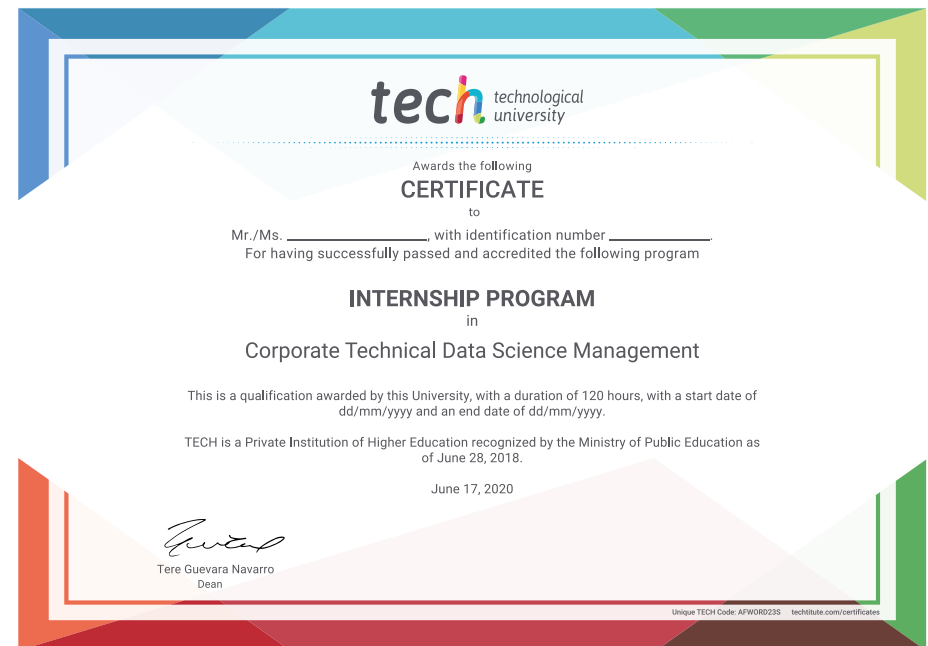 tech technological
university
Awards the following
CERTIFICATE
to
Mr./Ms. ____________________, with identification number ______________.
For having successfully passed and accredited the following program
INTERNSHIP PROGRAM
in
Corporate Technical Data Science Management
This is a qualification awarded by this University, with a duration of 120 hours, with a start date of
dd/mm/yyyy and an end date of dd/mm/yyyy.
TECH is a Private Institution of Higher Education recognized by the Ministry of Public Education as
of June 28, 2018.
June 17, 2020
Tere Guevara Navarro
Dean
Unique TECH Code: AFWORD23S techtitute.com/certificates